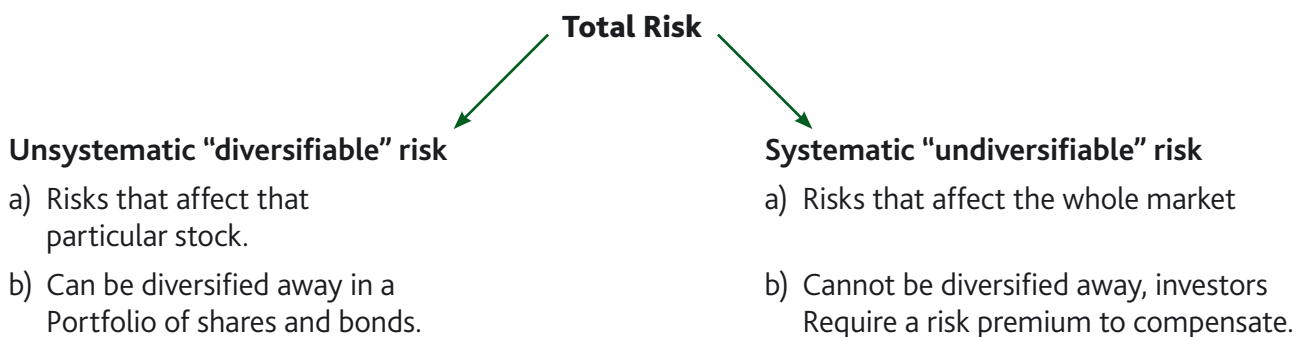 Total Risk
Unsystematic “diversifiable” risk
a) Risks that affect that
particular stock.
b) Can be diversified away in a
Portfolio of shares and bonds.
Systematic “undiversifiable” risk
a) Risks that affect the whole market
b) Cannot be diversified away, investors
Require a risk premium to compensate.